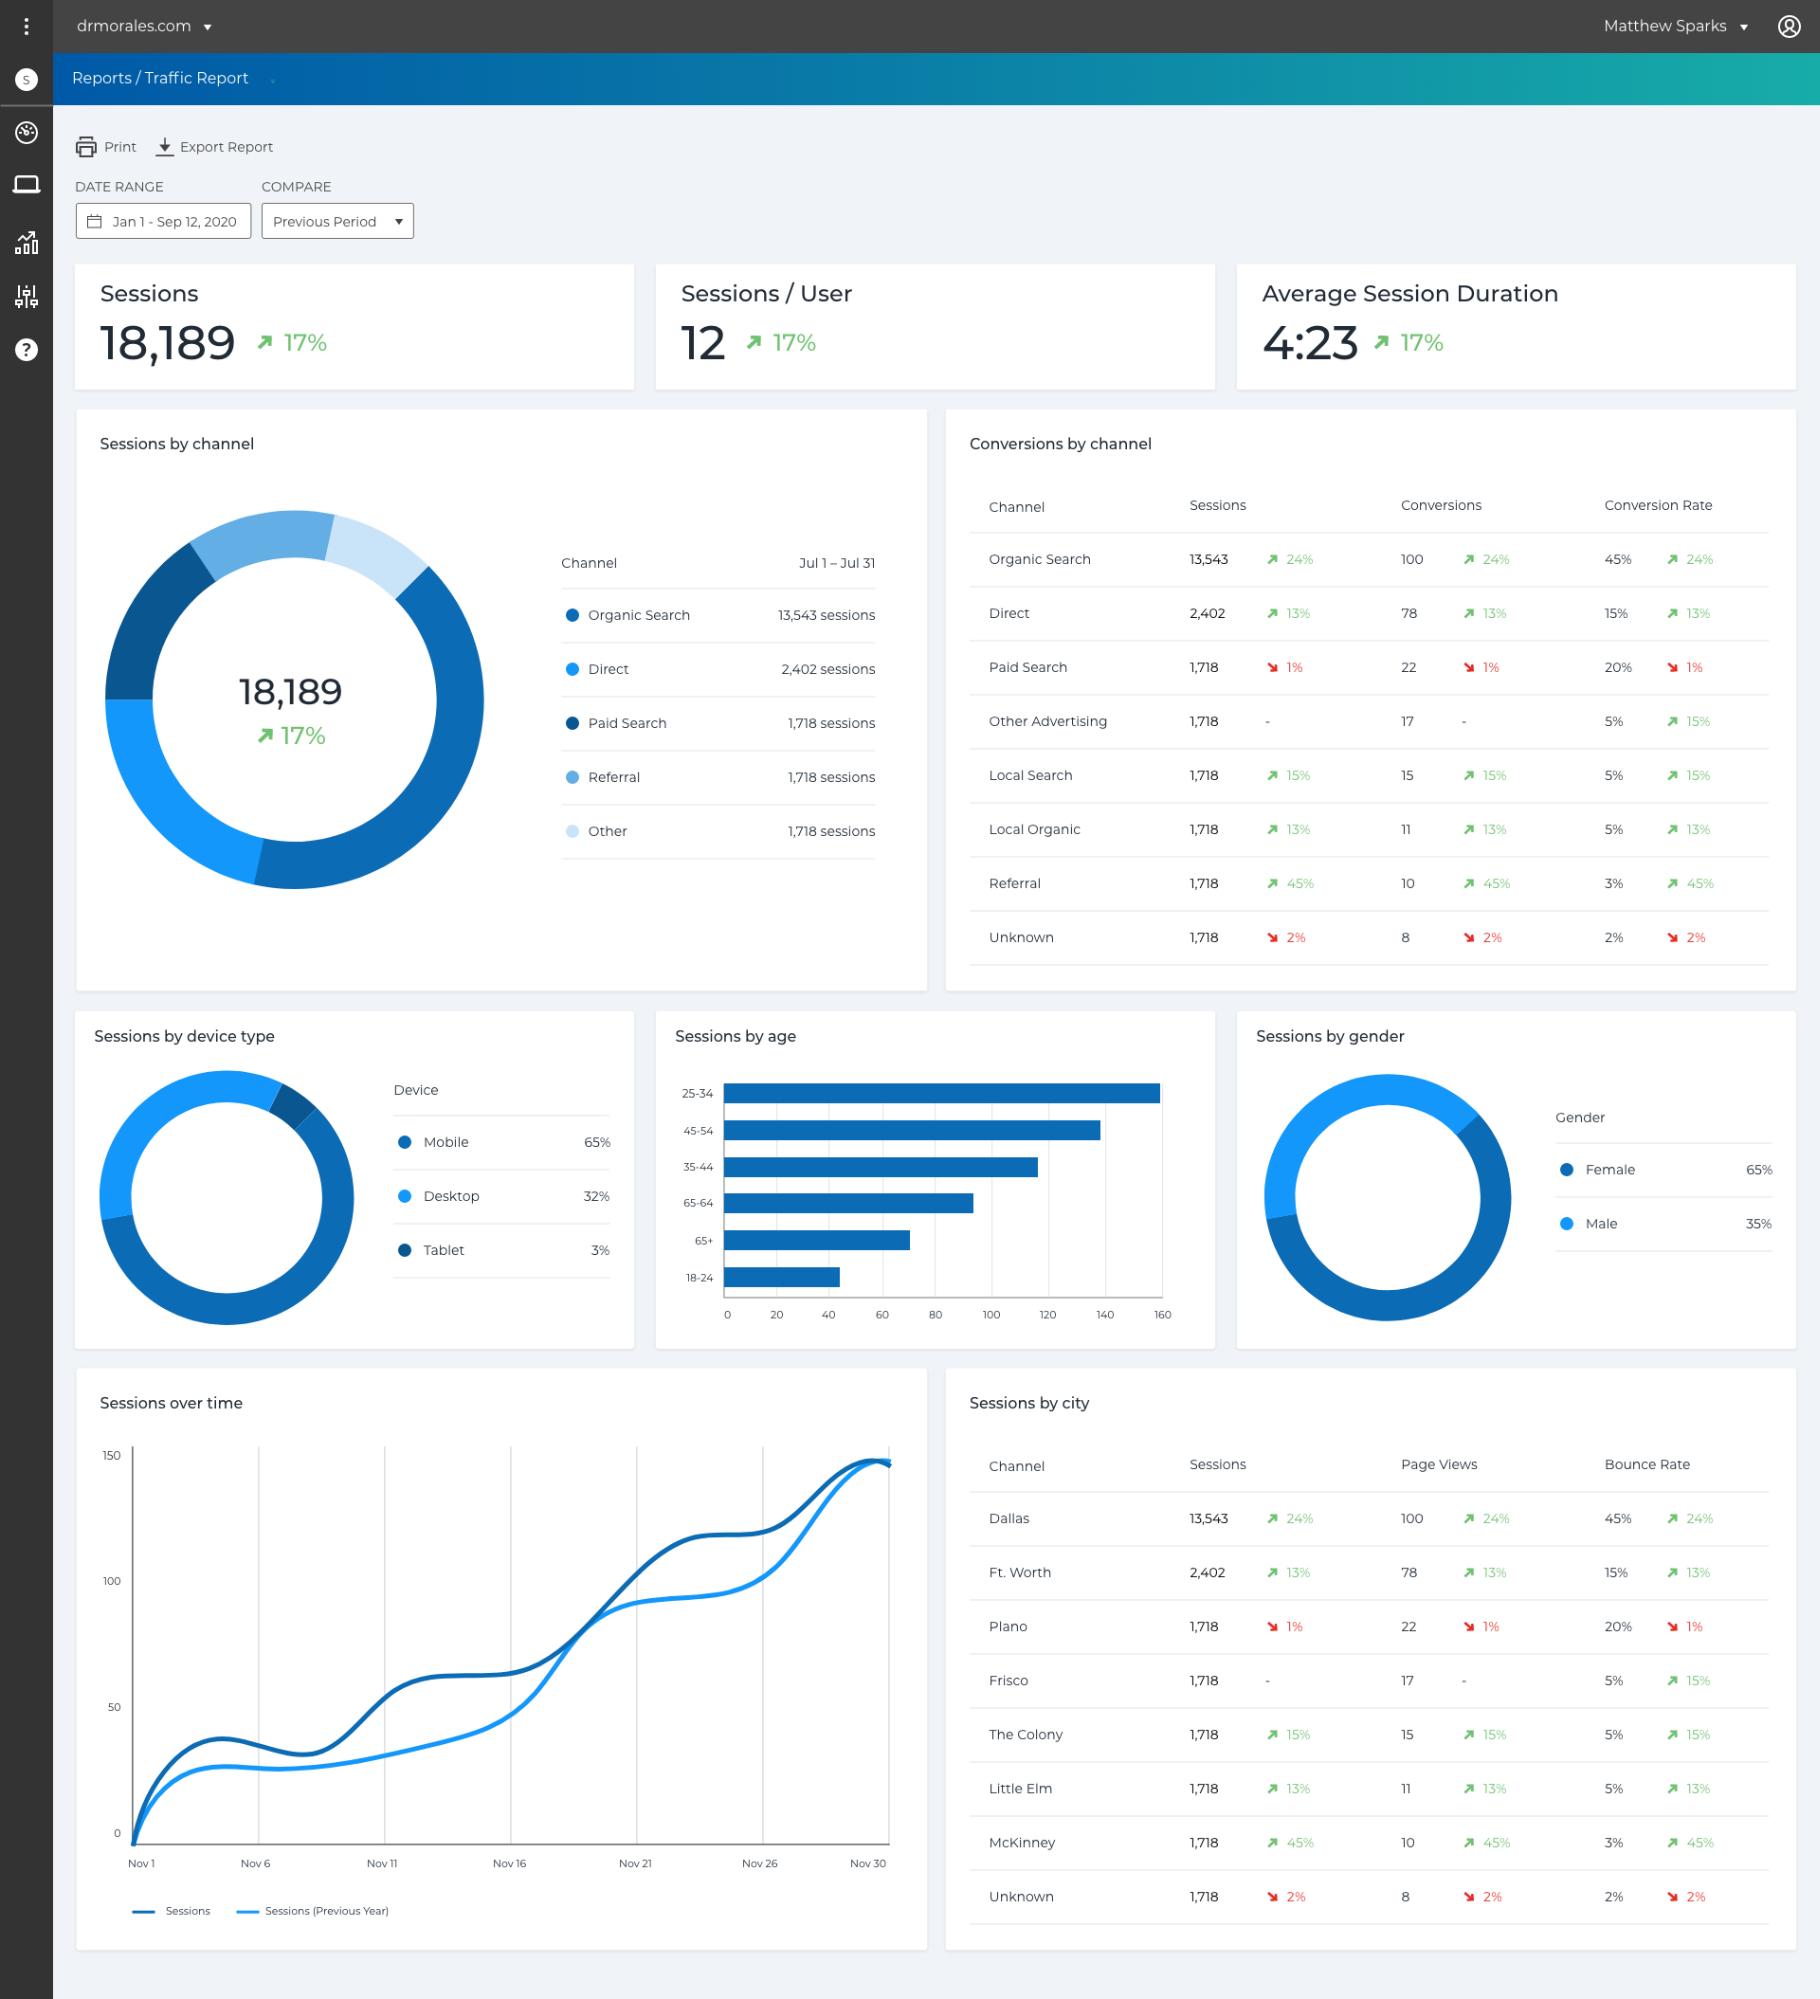 drmorales.com
Matthew Sparks
S
Reports / Traffic Report
Print
Export Report
DATE RANGE
COMPARE
Jan 1 - Sep 12, 2020
Previous Period
?
Sessions
18,189 17%
Sessions / User
12 17%
Average Session Duration
4:23 17%
Sessions by channel
18,189
17%
Channel Jul 1 – Jul 31
Organic Search 13,543 sessions
Direct 2,402 sessions
Paid Search 1,718 sessions
Referral 1,718 sessions
Other 1,718 sessions
Conversions by channel
Channel Sessions Conversions Conversion Rate
Organic Search 13,543 24% 100 24% 45% 24%
Direct 2,402 13% 78 13% 15% 13%
Paid Search 1,718 1% 22 1% 20% 1%
Other Advertising 1,718 - 17 - 5% 15%
Local Search 1,718 15% 15 15% 5% 15%
Local Organic 1,718 13% 11 13% 5% 13%
Referral 1,718 45% 10 45% 3% 45%
Unknown 1,718 2% 8 2% 2% 2%
Sessions by device type
Device
Mobile 65%
Desktop 32%
Tablet 3%
Sessions by age
25-34
45-54
35-44
65-64
65+
18-24
0 20 40 60 80 100 120 140 160
Sessions by gender
Gender
Female 65%
Male 35%
Sessions over time
150
100
50
0
Nov 1 Nov 6 Nov 11 Nov 16 Nov 21 Nov 26 Nov 30
Sessions Sessions (Previous Year)
Sessions by city
Channel Sessions Page Views Bounce Rate
Dallas 13,543 24% 100 24% 45% 24%
Ft. Worth 2,402 13% 78 13% 15% 13%
Plano 1,718 1% 22 1% 20% 1%
Frisco 1,718 - 17 - 5% 15%
The Colony 1,718 15% 15 15% 5% 15%
Little Elm 1,718 13% 11 13% 5% 13%
McKinney 1,718 45% 10 45% 3% 45%
Unknown 1,718 2% 8 2% 2% 2%